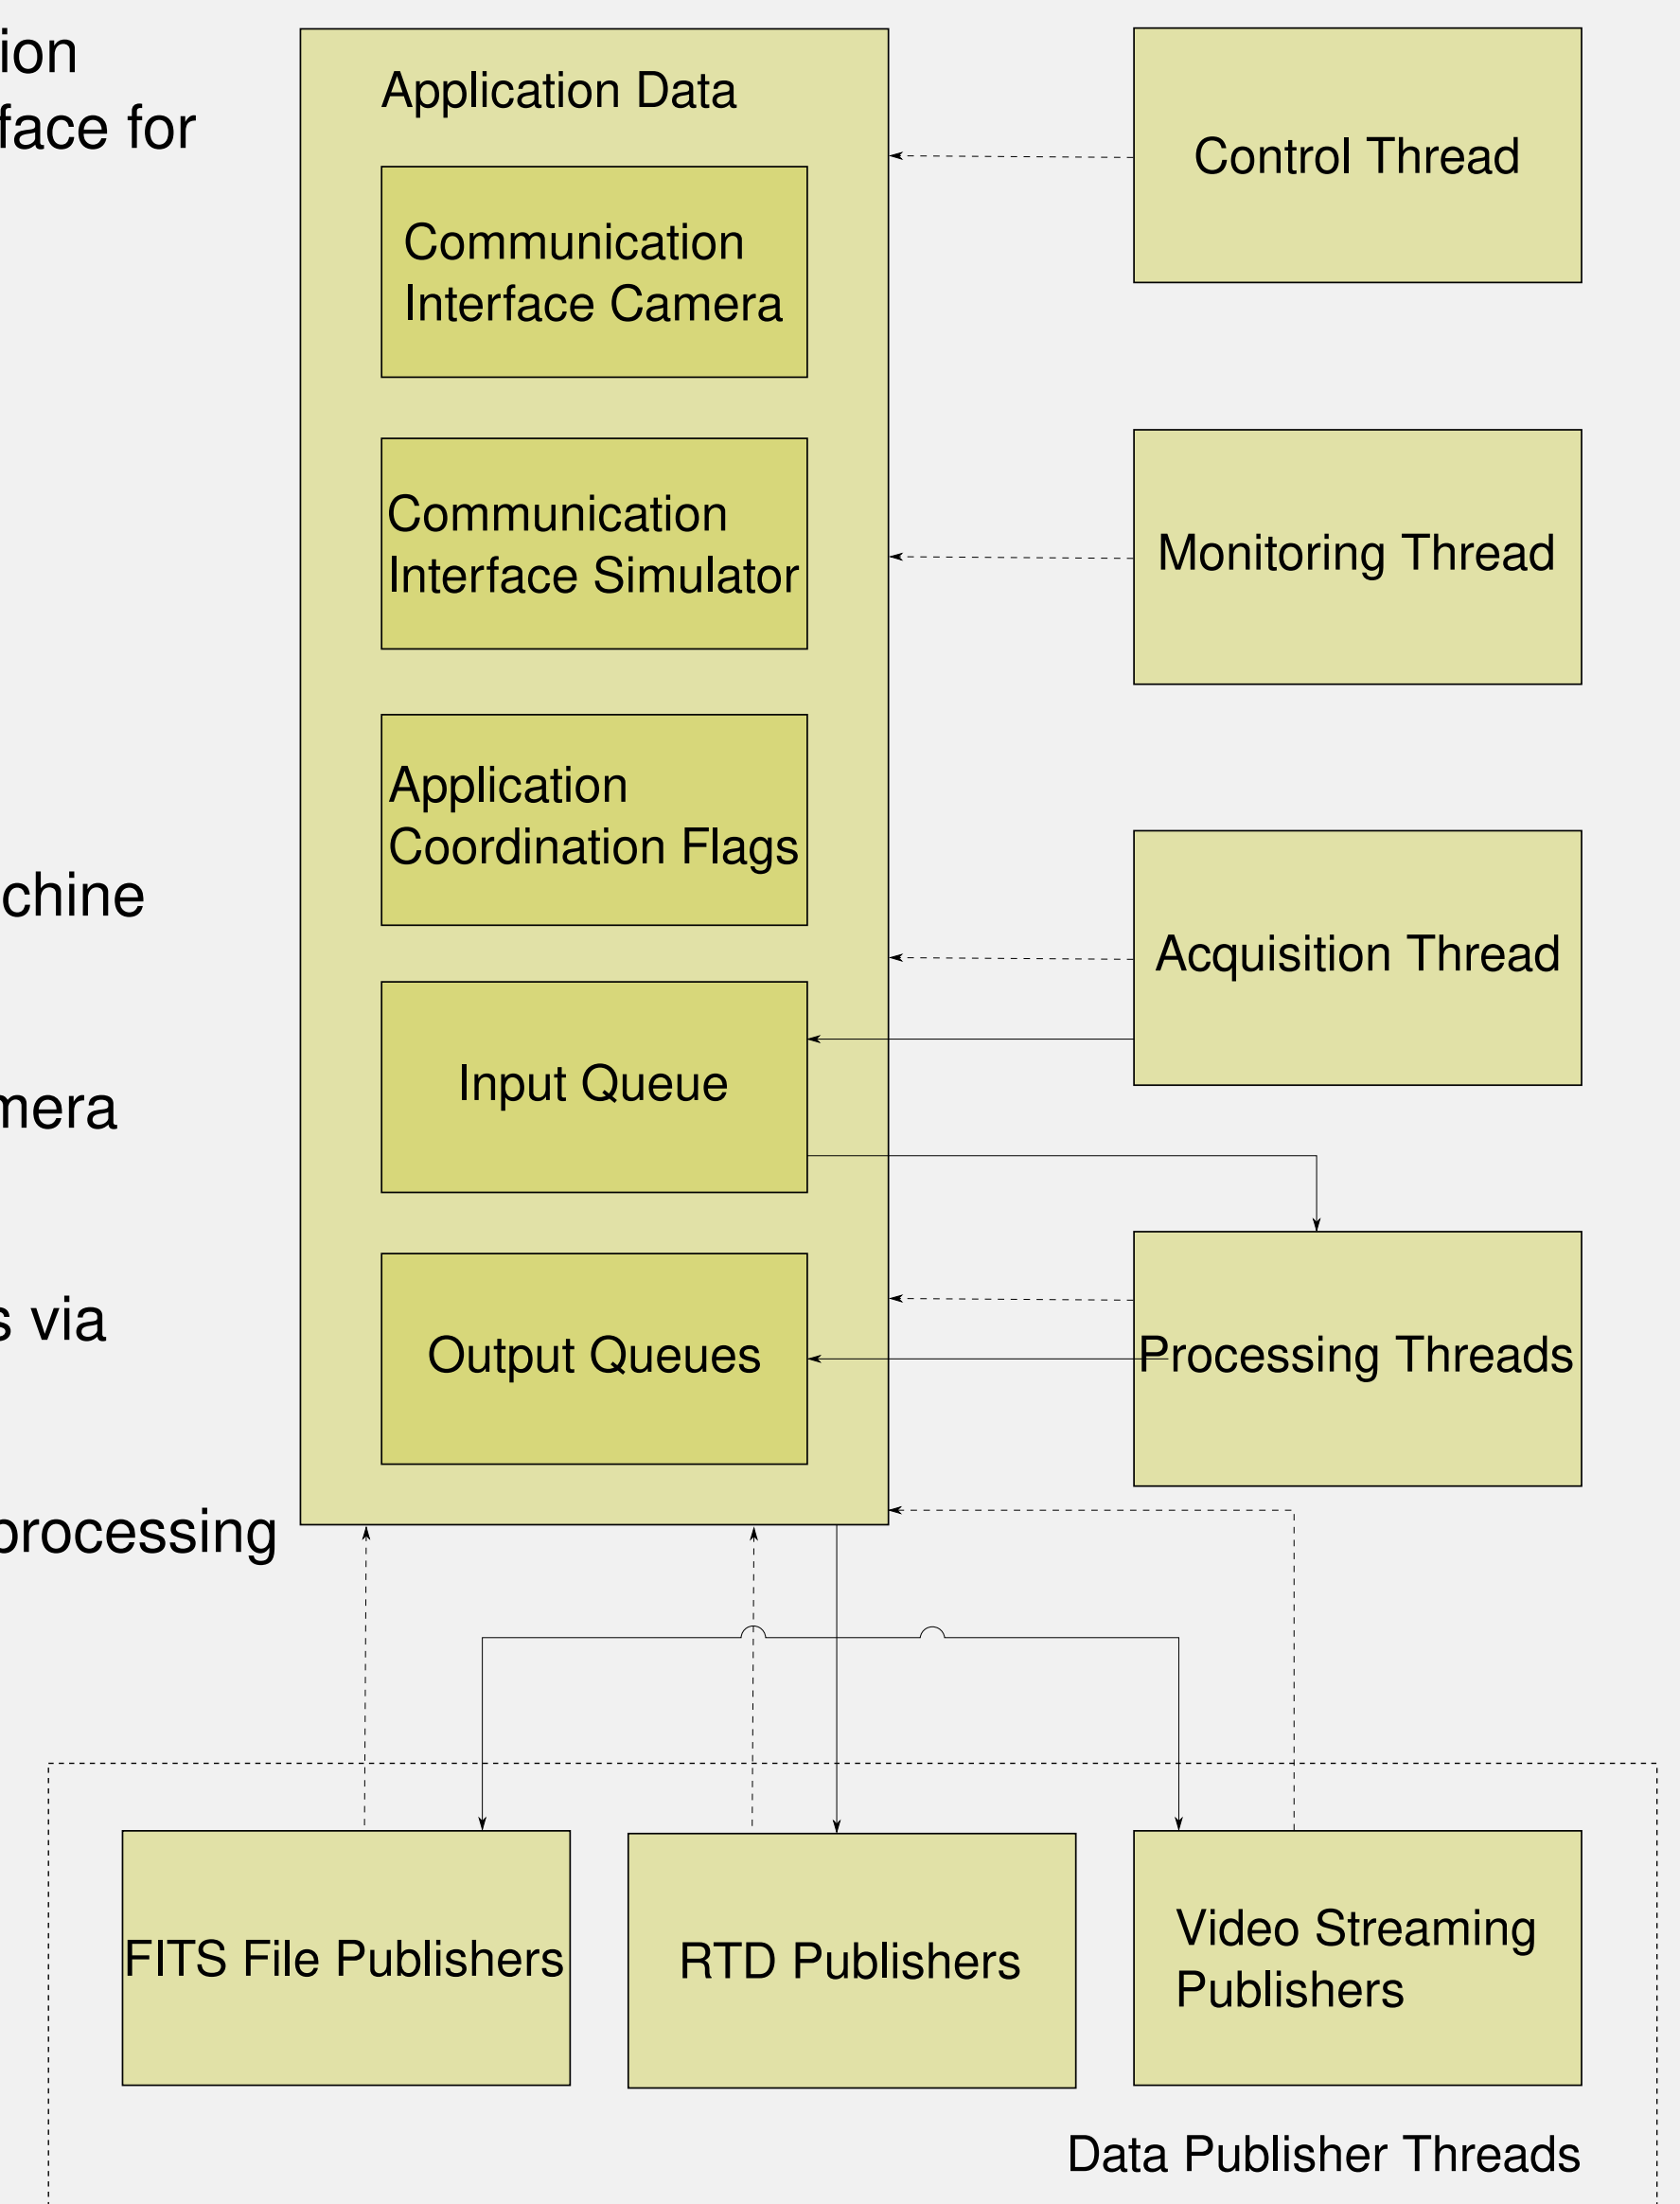 ion
face for
chine
mera
s via
processing
Application Data
Communication
Interface Camera
Communication
Interface Simulator
Application
Coordination Flags
Input Queue
Output Queues
Control Thread
Monitoring Thread
Acquisition Thread
Processing Threads
FITS File Publishers
RTD Publishers
Video Streaming
Publishers
Data Publisher Threads